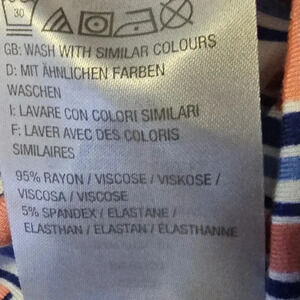 30
GB: WASH WITH SIMILAR COLOURS
D: MIT ÄHNLICHEN FARBEN
WASCHEN
I: LAVARE CON COLORI SIMILARI
F: LAVER AVEC DES COLORIS
SIMILAIRES
95% RAYON / VISCOSE / VISKOSE /
VISCOSA / VISCOSE
5% SPANDEX / ELASTANE /
ELASTHAN / ELASTAN / ÉLASTHANNE